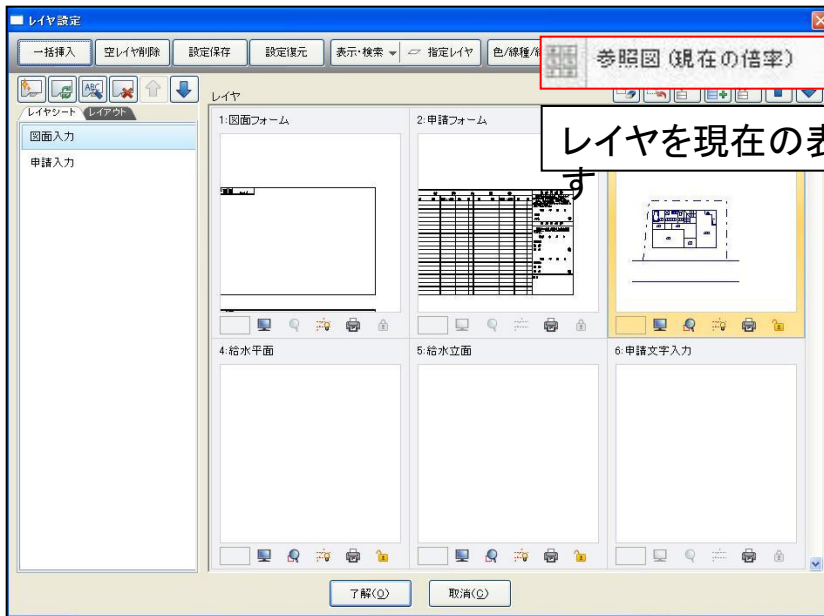 レイヤ設定
一括挿入
空レイヤ削除
設定保存
設定復元
表示・検索
指定レイヤ
色/線種/
参照図(現在の倍率)
レイヤを現在の表
す
レイヤシート
レイアウト
レイヤ
図面入力
申請入力
1:図面フォーム
2:申請フォーム
4:給水平面
5:給水立面
6:申請文字入力
了解(O)
取消(C)